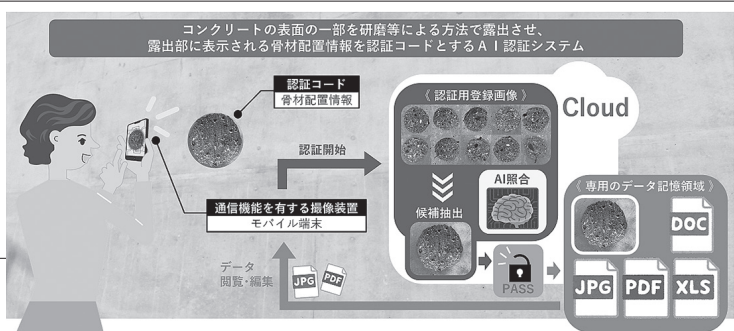 コンクリートの表面の一部を研磨等による方法で露出させ、
露出部に表示される骨材配置情報を認証コードとするＡＩ認証システム
認証コード
骨材配置情報
認証開始
通信機能を有する撮像装置
モバイル端末
データ
閲覧・編集
JPG
PDF
《 認証用登録画像 》
Cloud
候補抽出
AI照合
PASS
《 専用のデータ記憶領域 》
DOC
JPG
PDF
XLS